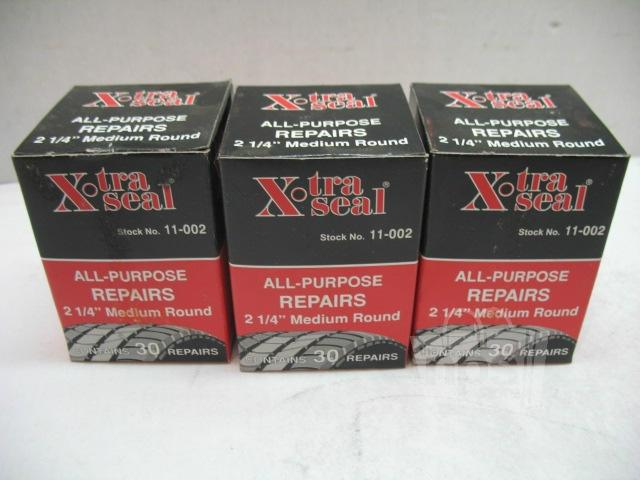 X-tra seal
ALL-PURPOSE
REPAIRS
2 1/4" Medium Round
X-tra seal®
Stock No. 11-002
ALL-PURPOSE
REPAIRS
2 1/4" Medium Round
CONTAINS 30 REPAIRS
X-tra seal
ALL-PURPOSE
REPAIRS
2 1/4" Medium Round
X-tra seal®
Stock No. 11-002
ALL-PURPOSE
REPAIRS
2 1/4" Medium Round
CONTAINS 30 REPAIRS
X-tra seal
ALL-PURPOSE
REPAIRS
2 1/4" Medium Round
X-tra seal®
Stock No. 11-002
ALL-PURPOSE
REPAIRS
2 1/4" Medium Round
CONTAINS 30 REPAIRS